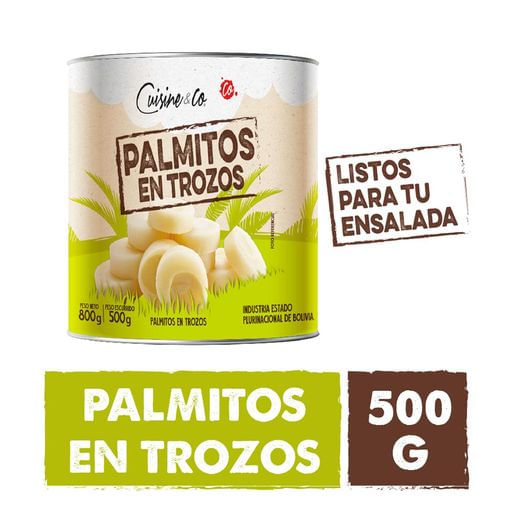 Cuisine & Co
Co
PALMITOS
EN TROZOS
PESO NETO
800g
PESO ESCURRIDO
500g
PALMITOS EN TROZOS
INDUSTRIA ESTADO
PLURINACIONAL DE BOLIVIA.
LISTOS
PARA TU
ENSALADA
PALMITOS
EN TROZOS
500
G